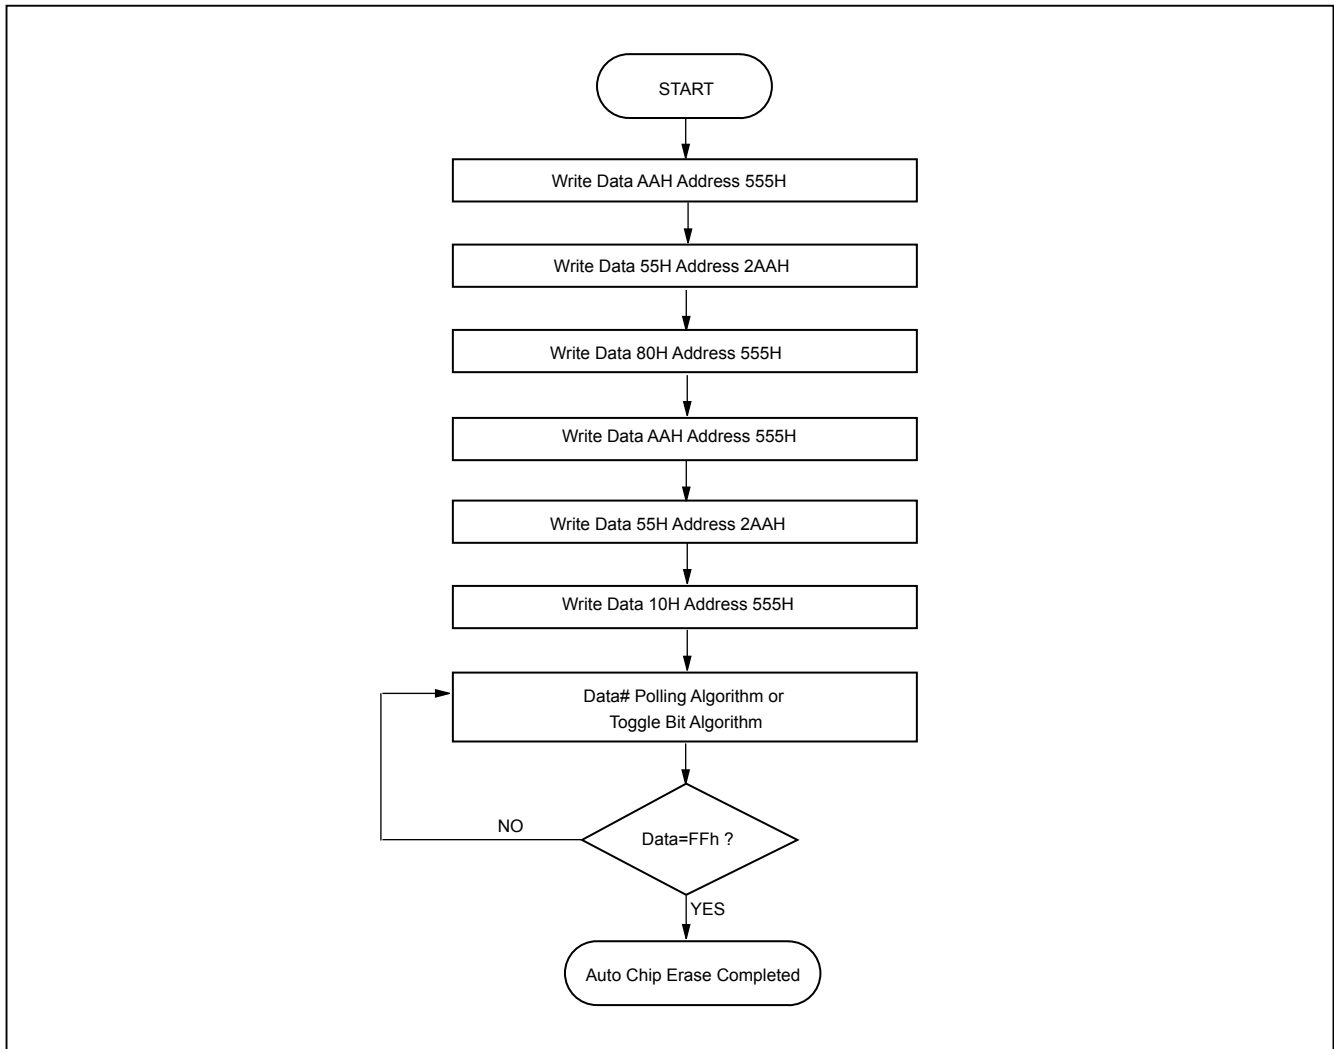 START
Write Data AAH Address 555H
Write Data 55H Address 2AAH
Write Data 80H Address 555H
Write Data AAH Address 555H
Write Data 55H Address 2AAH
Write Data 10H Address 555H
Data# Polling Algorithm or
Toggle Bit Algorithm
NO
Data=FFh ?
YES
Auto Chip Erase Completed